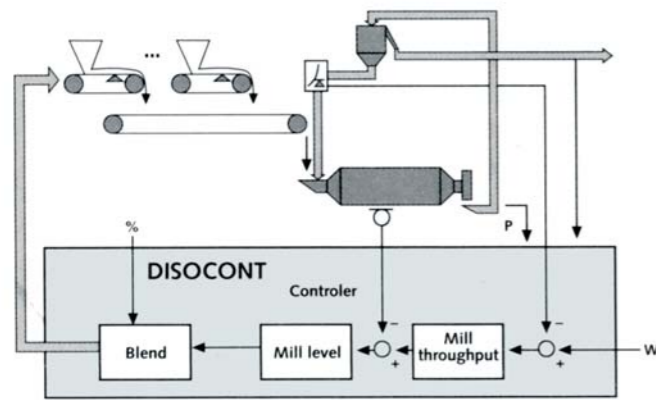 ...
P
%
DISOCONT
Controler
Blend
Mill level
Mill
throughput
W
−
+
−
+